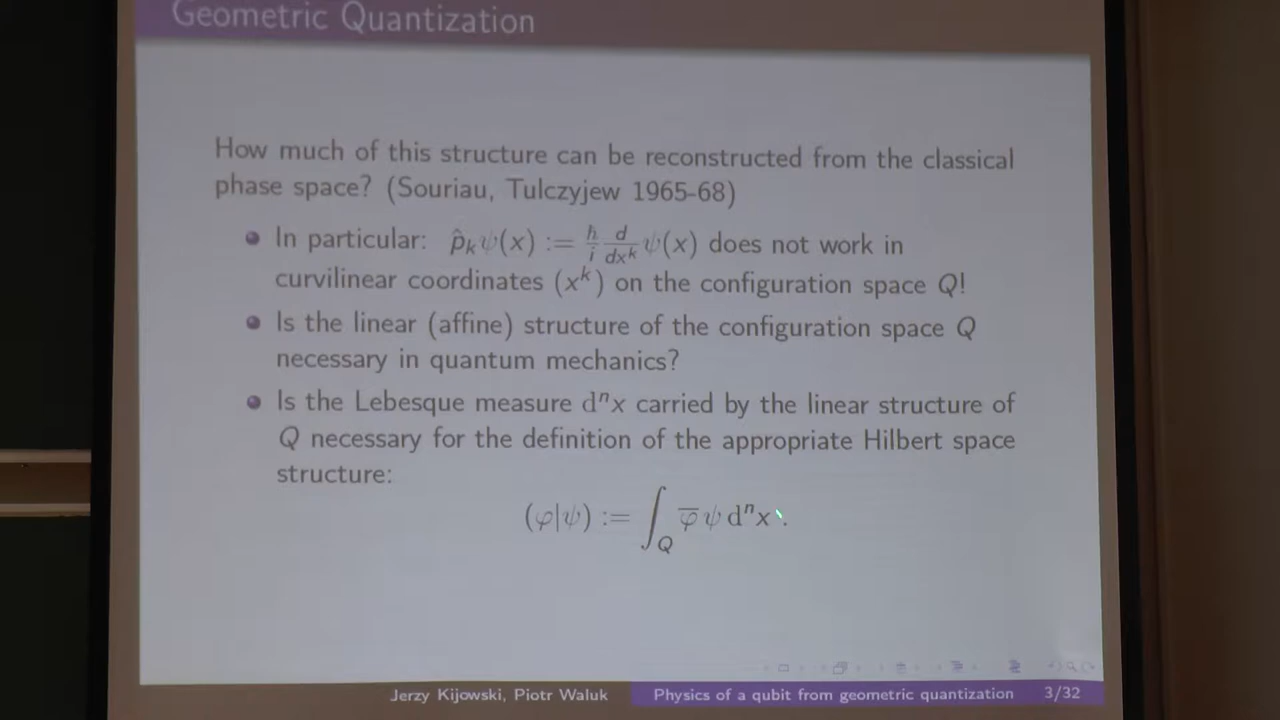 Geometric Quantization
How much of this structure can be reconstructed from the classical
phase space? (Souriau, Tulczyjew 1965-68)
In particular: p̂ₖψ(x) := ħ/i d/dxᵏ ψ(x) does not work in
curvilinear coordinates (xᵏ) on the configuration space Q!
Is the linear (affine) structure of the configuration space Q
necessary in quantum mechanics?
Is the Lebesque measure dⁿx carried by the linear structure of
Q necessary for the definition of the appropriate Hilbert space
structure:
(φ|ψ) := ∫_Q φ̅ ψ dⁿx .
Jerzy Kijowski, Piotr Waluk Physics of a qubit from geometric quantization 3/32